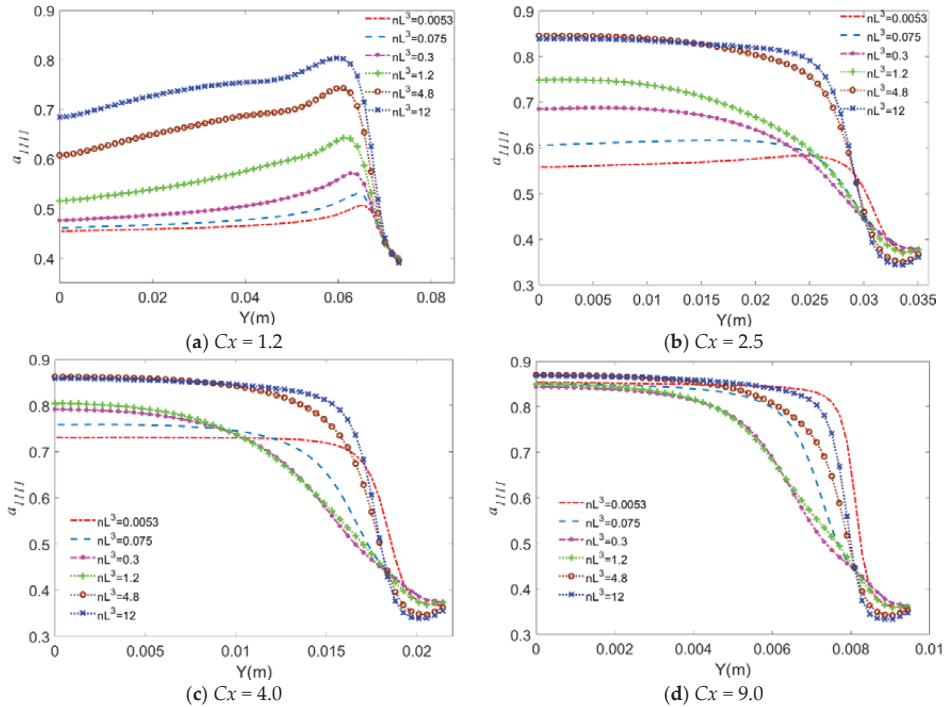 nL³=0.0053
nL³=0.075
nL³=0.3
nL³=1.2
nL³=4.8
nL³=12
a₁₁₁₁
0.9
0.8
0.7
0.6
0.5
0.4
0 0.02 0.04 0.06 0.08
Y(m)
(a) Cx = 1.2
nL³=0.0053
nL³=0.075
nL³=0.3
nL³=1.2
nL³=4.8
nL³=12
a₁₁₁₁
0.9
0.8
0.7
0.6
0.5
0.4
0.3
0 0.005 0.01 0.015 0.02 0.025 0.03 0.035
Y(m)
(b) Cx = 2.5
a₁₁₁₁
0.9
0.8
0.7
0.6
0.5
0.4
0.3
nL³=0.0053
nL³=0.075
nL³=0.3
nL³=1.2
nL³=4.8
nL³=12
0 0.005 0.01 0.015 0.02
Y(m)
(c) Cx = 4.0
a₁₁₁₁
0.9
0.8
0.7
0.6
0.5
0.4
0.3
nL³=0.0053
nL³=0.075
nL³=0.3
nL³=1.2
nL³=4.8
nL³=12
0 0.002 0.004 0.006 0.008 0.01
Y(m)
(d) Cx = 9.0